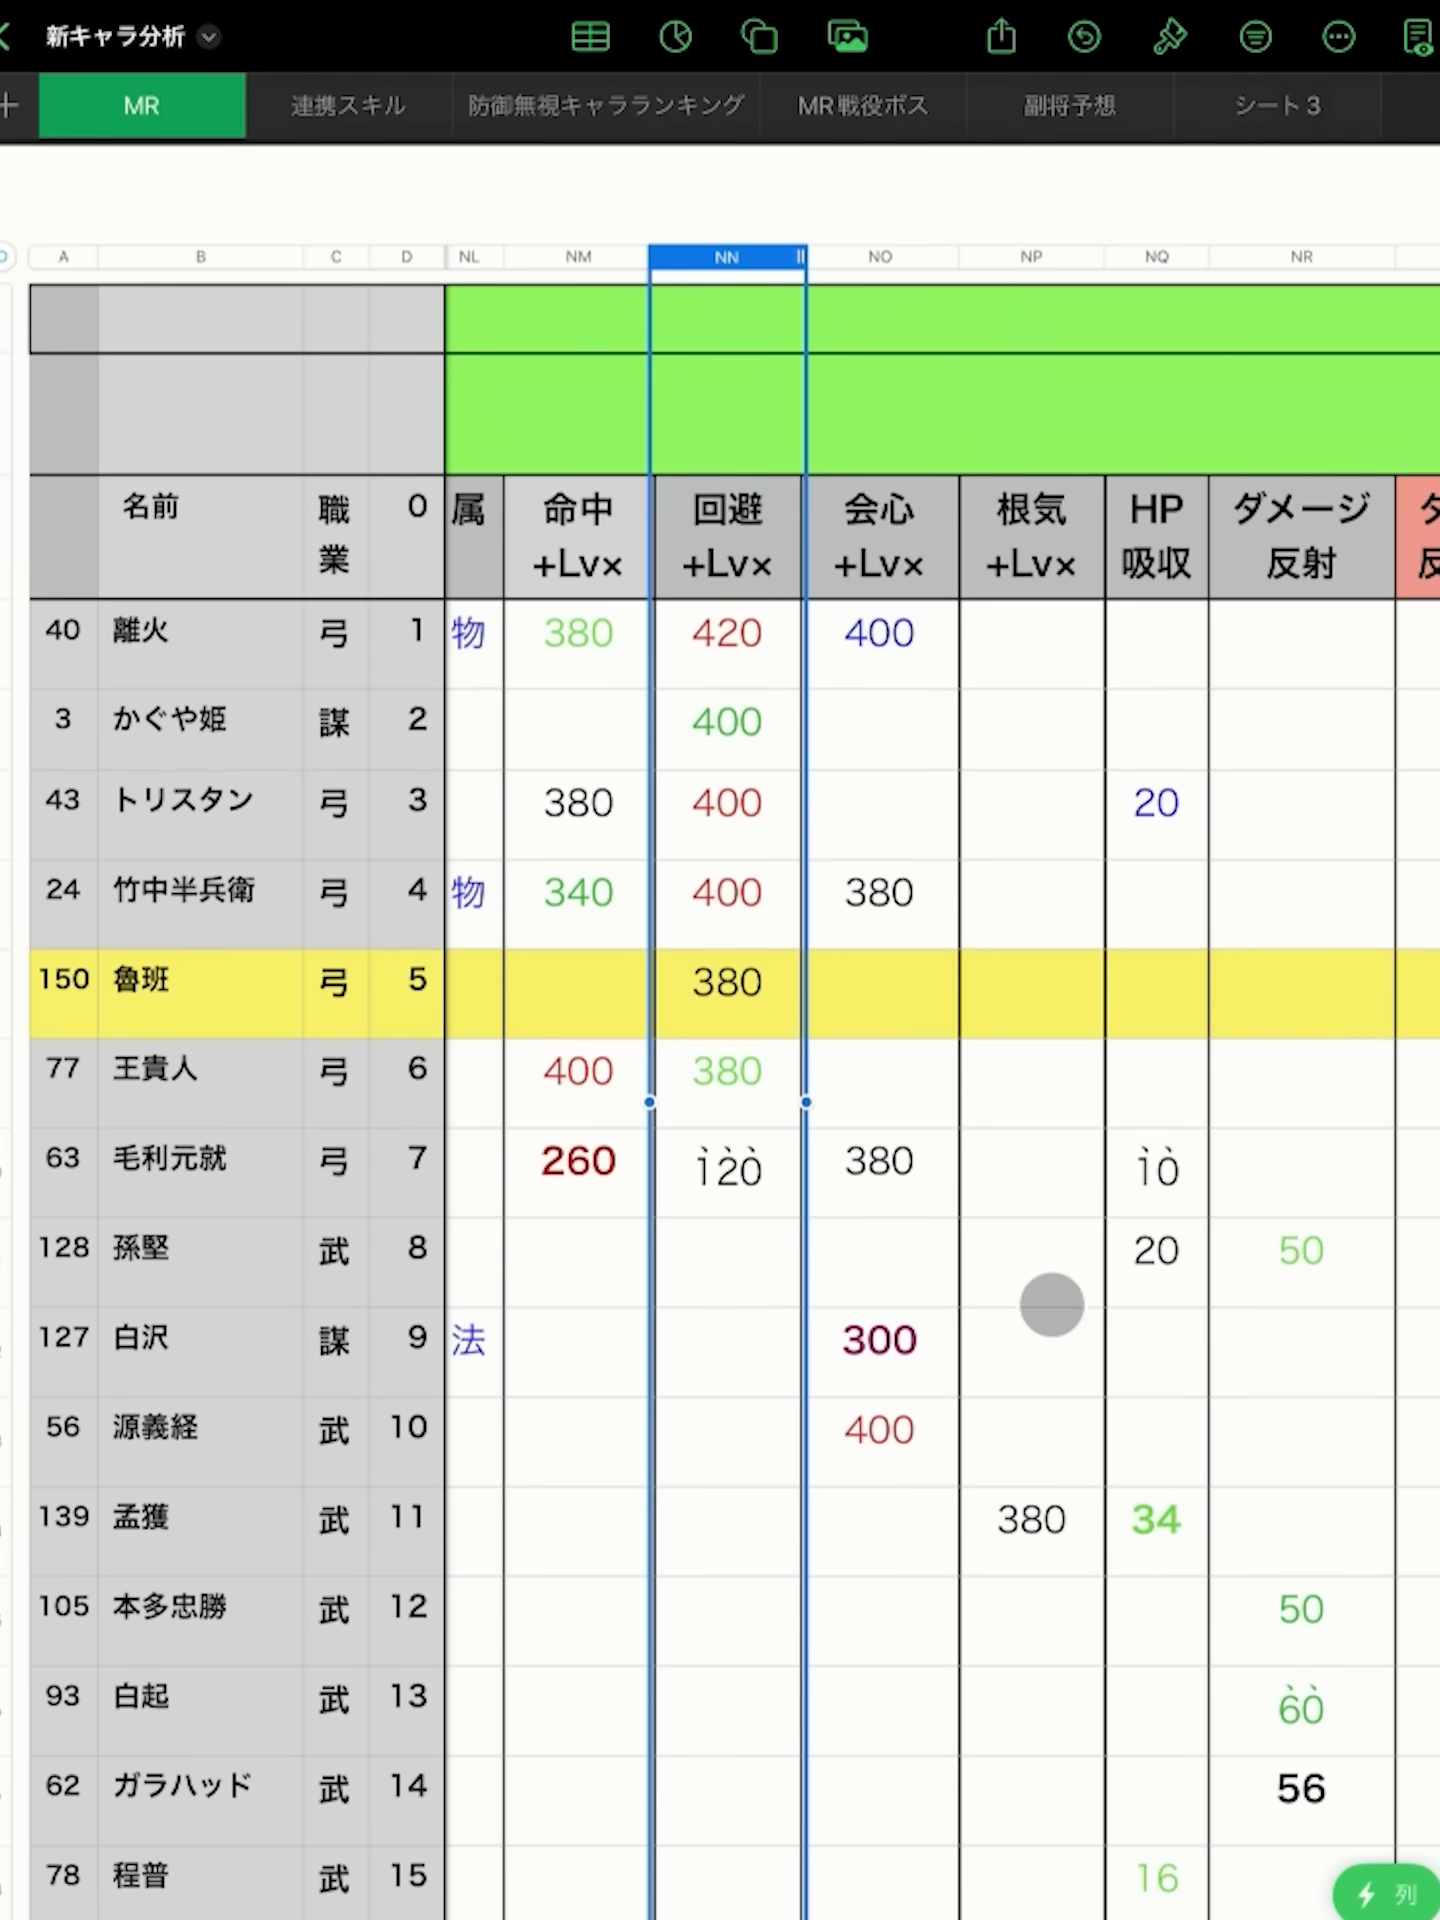 新キャラ分析
MR 連携スキル 防御無視キャラランキング MR戦役ボス 副将予想 シート 3
A B C D NL NM NN NO NP NQ NR
名前 職業 0 属 命中+Lv× 回避+Lv× 会心+Lv× 根気+Lv× HP吸収 ダメージ反射
40 離火 弓 1 物 380 420 400
3 かぐや姫 謀 2 400
43 トリスタン 弓 3 380 400 20
24 竹中半兵衛 弓 4 物 340 400 380
150 魯班 弓 5 380
77 王貴人 弓 6 400 380
63 毛利元就 弓 7 260 120 380 10
128 孫堅 武 8 20 50
127 白沢 謀 9 法 300
56 源義経 武 10 400
139 孟獲 武 11 380 34
105 本多忠勝 武 12 50
93 白起 武 13 60
62 ガラハッド 武 14 56
78 程普 武 15 16
列